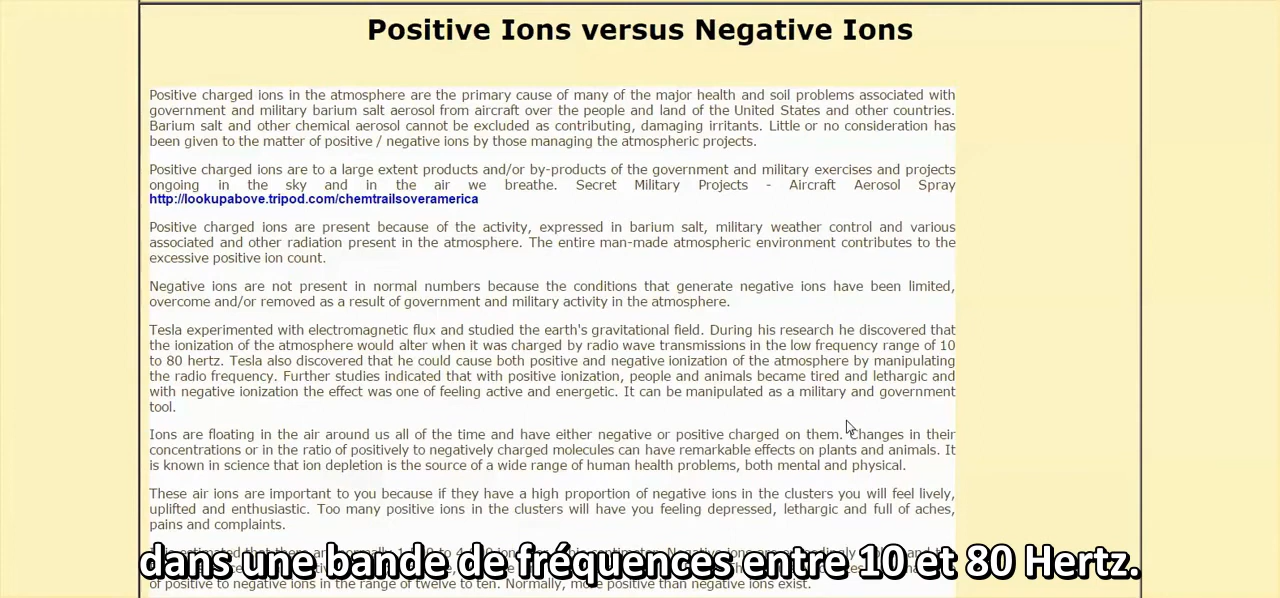 Positive Ions versus Negative Ions
Positive charged ions in the atmosphere are the primary cause of many of the major health and soil problems associated with
government and military barium salt aerosol from aircraft over the people and land of the United States and other countries.
Barium salt and other chemical aerosol cannot be excluded as contributing, damaging irritants. Little or no consideration has
been given to the matter of positive / negative ions by those managing the atmospheric projects.
Positive charged ions are to a large extent products and/or by-products of the government and military exercises and projects
ongoing in the sky and in the air we breathe. Secret Military Projects - Aircraft Aerosol Spray
http://lookupabove.tripod.com/chemtrailsoveramerica
Positive charged ions are present because of the activity, expressed in barium salt, military weather control and various
associated and other radiation present in the atmosphere. The entire man-made atmospheric environment contributes to the
excessive positive ion count.
Negative ions are not present in normal numbers because the conditions that generate negative ions have been limited,
overcome and/or removed as a result of government and military activity in the atmosphere.
Tesla experimented with electromagnetic flux and studied the earth's gravitational field. During his research he discovered that
the ionization of the atmosphere would alter when it was charged by radio wave transmissions in the low frequency range of 10
to 80 hertz. Tesla also discovered that he could cause both positive and negative ionization of the atmosphere by manipulating
the radio frequency. Further studies indicated that with positive ionization, people and animals became tired and lethargic and
with negative ionization the effect was one of feeling active and energetic. It can be manipulated as a military and government
tool.
Ions are floating in the air around us all of the time and have either negative or positive charged on them. Changes in their
concentrations or in the ratio of positively to negatively charged molecules can have remarkable effects on plants and animals. It
is known in science that ion depletion is the source of a wide range of human health problems, both mental and physical.
These air ions are important to you because if they have a high proportion of negative ions in the clusters you will feel lively,
uplifted and enthusiastic. Too many positive ions in the clusters will have you feeling depressed, lethargic and full of aches,
pains and complaints.
dans une bande de fréquences entre 10 et 80 Hertz.
of positive to negative ions in the range of twelve to ten. Normally, more positive than negative ions exist.